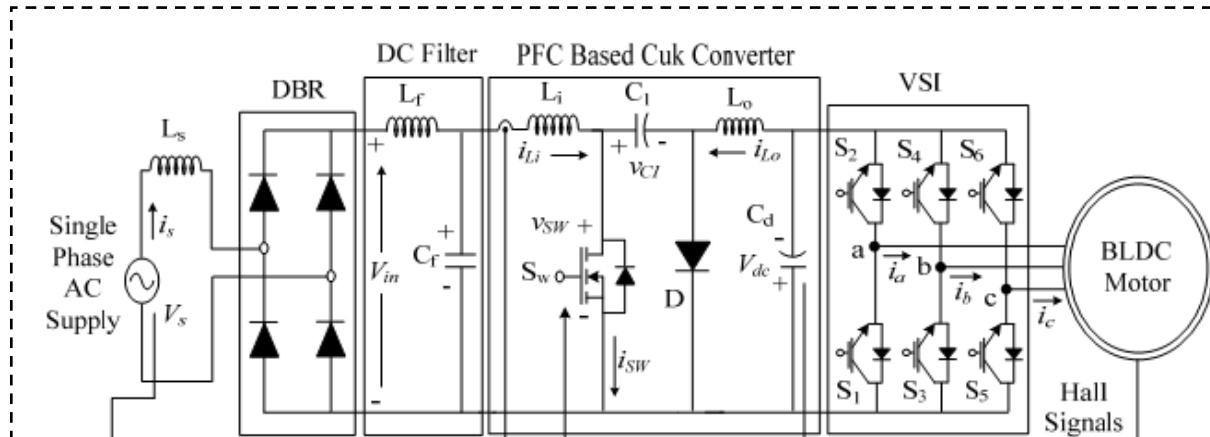 DC Filter
PFC Based Cuk Converter
DBR
VSI
Ls
Lf
Li
C1
Lo
+
iLi
+
-
vC1
iLo
S2
S4
S6
Single
Phase
AC
Supply
is
Vs
Vin
-
+
Cf
-
vSW
+
Sw
-
iSW
D
Cd
-
Vdc
+
a
ia
b
ib
c
ic
S1
S3
S5
BLDC
Motor
Hall
Signals